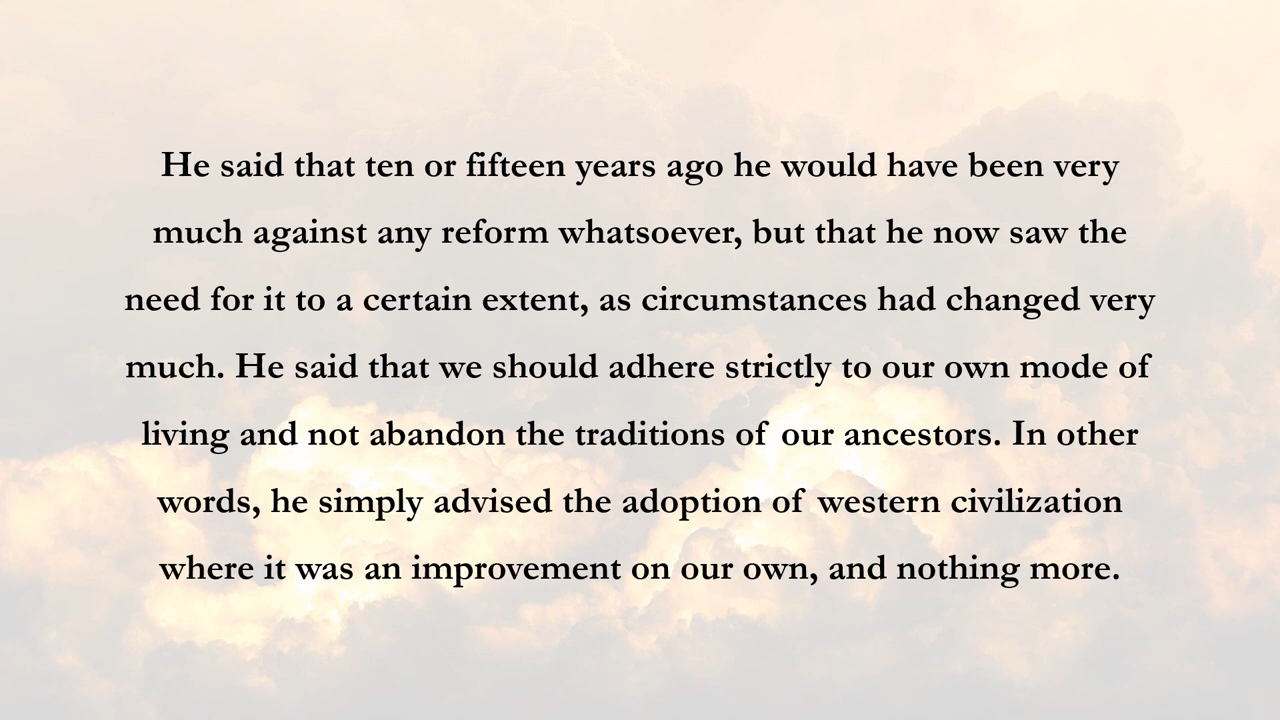 He said that ten or fifteen years ago he would have been very
much against any reform whatsoever, but that he now saw the
need for it to a certain extent, as circumstances had changed very
much. He said that we should adhere strictly to our own mode of
living and not abandon the traditions of our ancestors. In other
words, he simply advised the adoption of western civilization
where it was an improvement on our own, and nothing more.